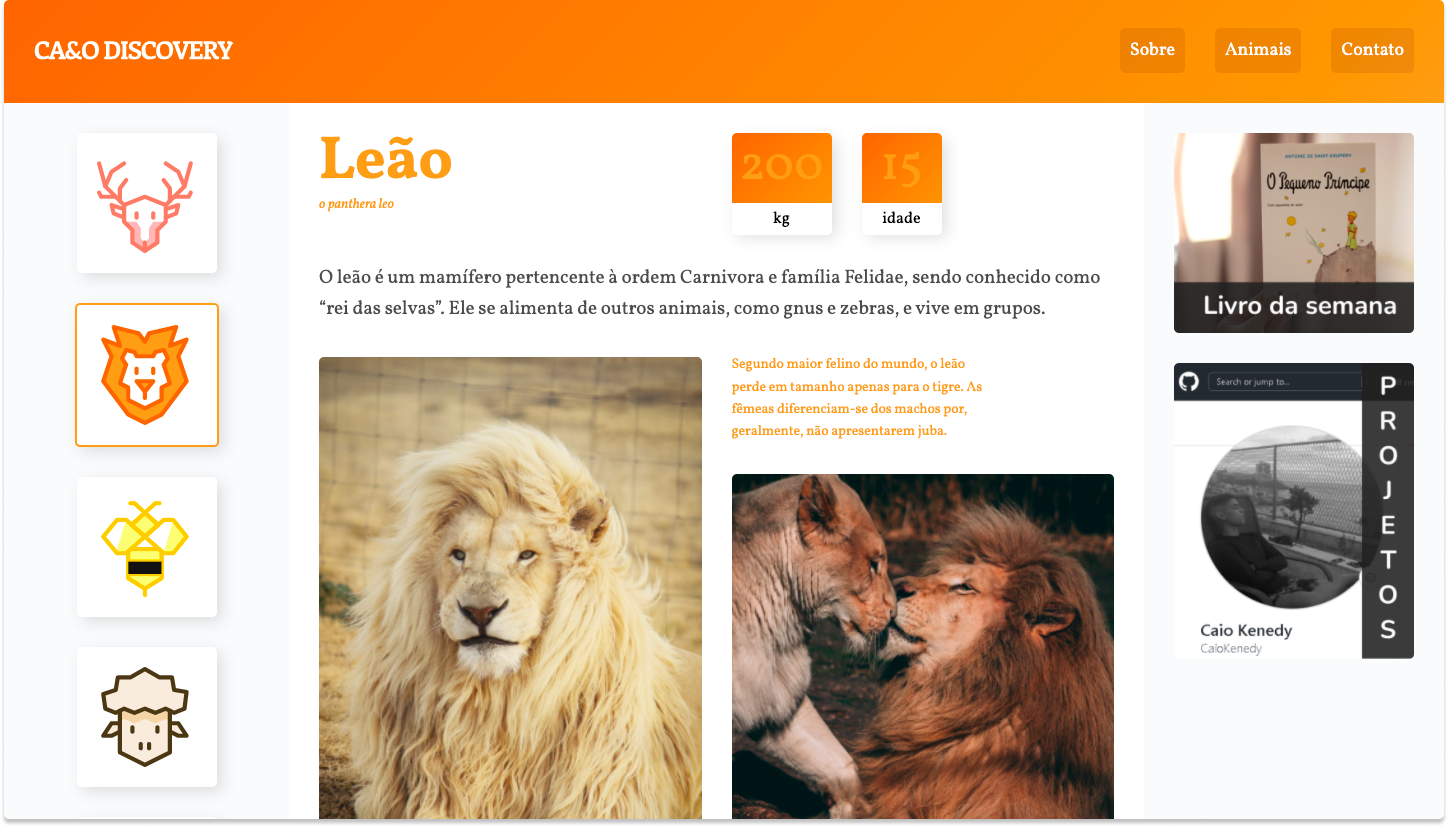 CA&O DISCOVERY
Sobre
Animais
Contato
Leão
o panthera leo
200
kg
15
idade
O leão é um mamífero pertencente à ordem Carnivora e família Felidae, sendo conhecido como
“rei das selvas”. Ele se alimenta de outros animais, como gnus e zebras, e vive em grupos.
Segundo maior felino do mundo, o leão
perde em tamanho apenas para o tigre. As
fêmeas diferenciam-se dos machos por,
geralmente, não apresentarem juba.
ANTOINE DE SAINT-EXUPÉRY
O Pequeno Príncipe
Livro da semana
Search or jump to...
PROJETOS
Caio Kenedy
CaioKenedy